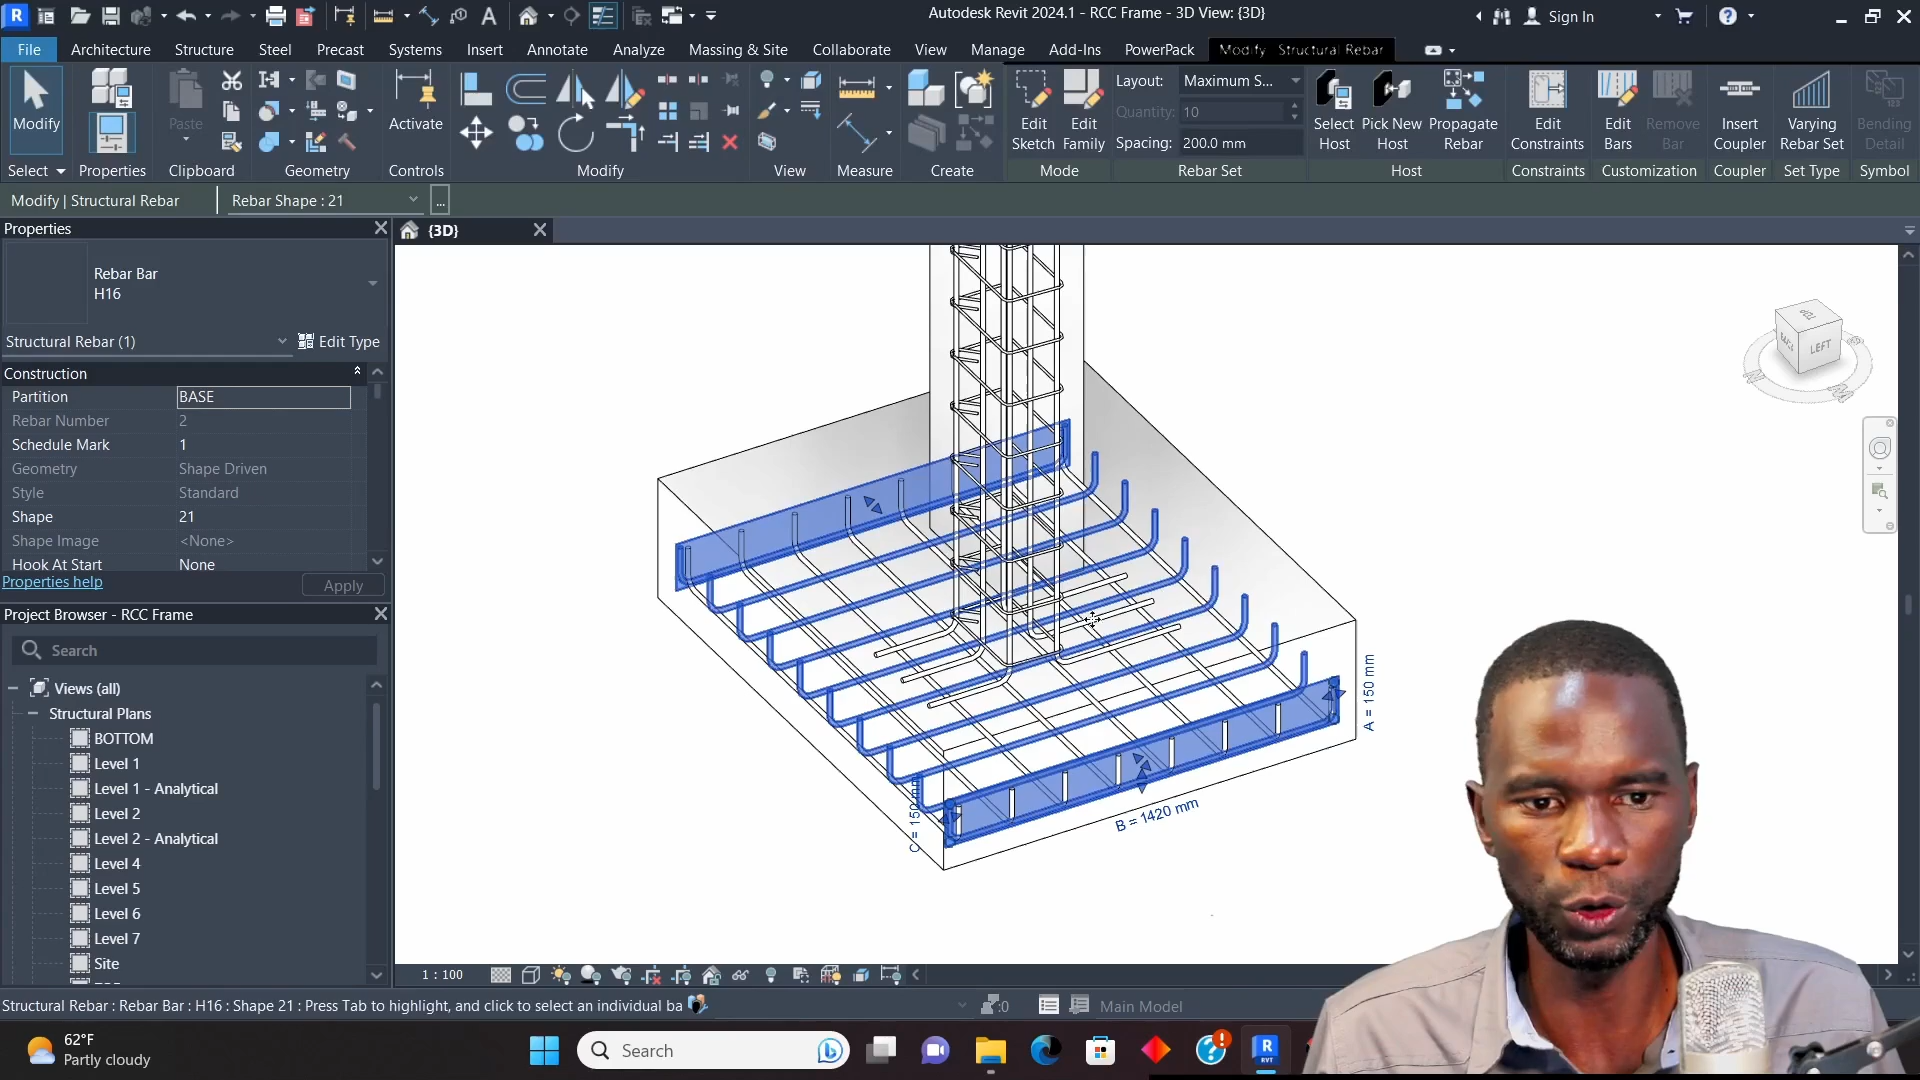 Autodesk Revit 2024.1 - RCC Frame - 3D View: {3D}
Sign In
File Architecture Structure Steel Precast Systems Insert Annotate Analyze Massing & Site Collaborate View Manage Add-Ins PowerPack Modify | Structural Rebar
Modify
Select
Properties
Paste
Clipboard
Geometry
Activate
Controls
Modify
View
Measure
Create
Edit Sketch
Edit Family
Mode
Layout: Maximum S...
Quantity: 10
Spacing: 200.0 mm
Rebar Set
Select Host
Pick New Host
Propagate Rebar
Host
Edit Constraints
Constraints
Edit Bars
Remove Bar
Customization
Insert Coupler
Coupler
Varying Rebar Set
Set Type
Bending Detail
Symbol
Modify | Structural Rebar
Rebar Shape : 21
...
Properties
{3D}
Rebar Bar
H16
Structural Rebar (1)
Edit Type
Construction
Partition BASE
Rebar Number 2
Schedule Mark 1
Geometry Shape Driven
Style Standard
Shape 21
Shape Image <None>
Hook At Start None
Properties help
Apply
Project Browser - RCC Frame
Search
Views (all)
Structural Plans
BOTTOM
Level 1
Level 1 - Analytical
Level 2
Level 2 - Analytical
Level 4
Level 5
Level 6
Level 7
Site
TOP
BACK
LEFT
A = 150 mm
B = 1420 mm
C = 150 mm
1 : 100
Structural Rebar : Rebar Bar : H16 : Shape 21 : Press Tab to highlight, and click to select an individual ba
:0
Main Model
62°F
Partly cloudy
Search
R
RVT